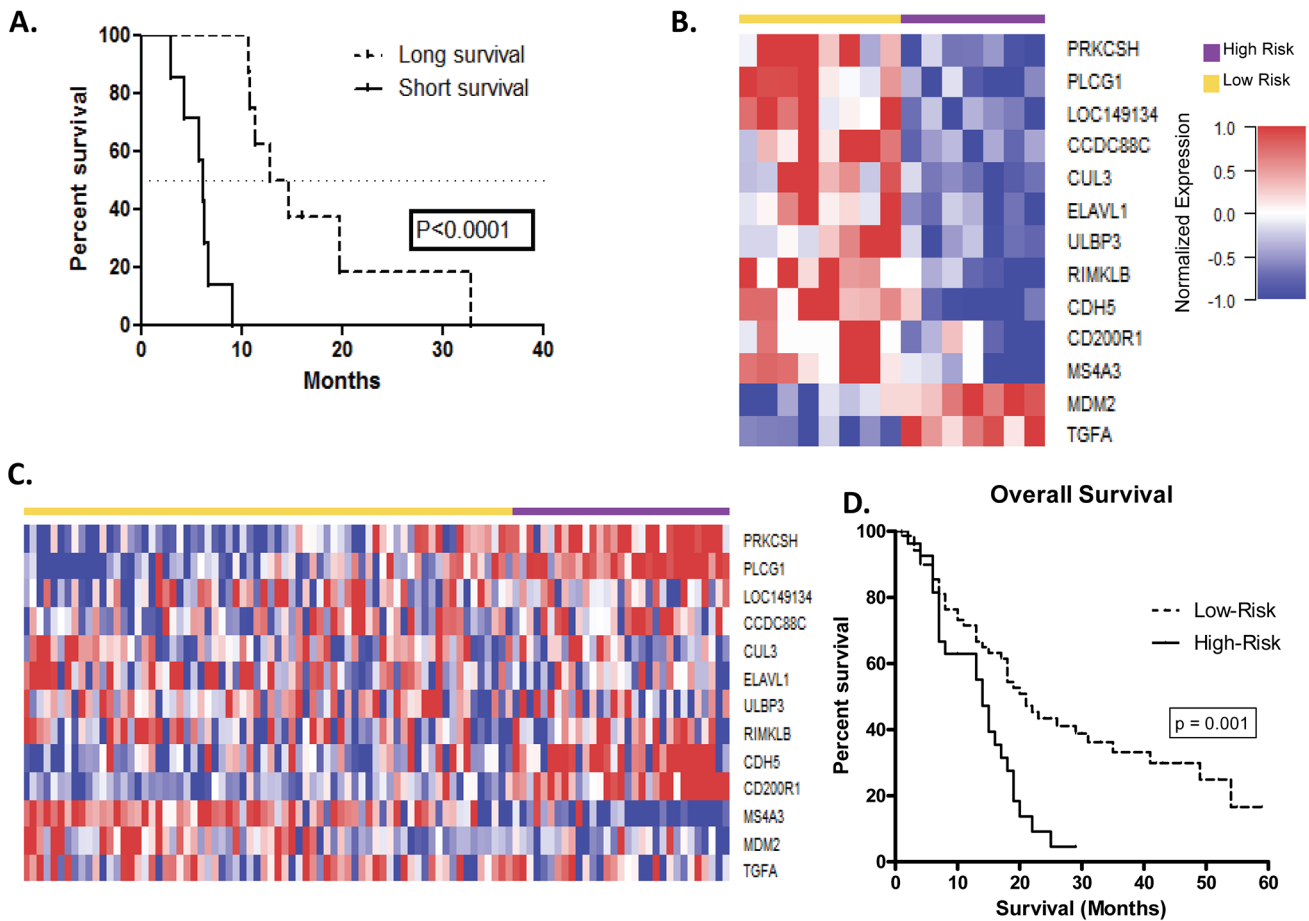 A.
100
80
60
40
20
0
Percent survival
Long survival
Short survival
P<0.0001
0 10 20 30 40
Months
B.
PRKCSH
PLCG1
LOC149134
CCDC88C
CUL3
ELAVL1
ULBP3
RIMKLB
CDH5
CD200R1
MS4A3
MDM2
TGFA
High Risk
Low Risk
Normalized Expression
1.0
0.5
0.0
-0.5
-1.0
C.
PRKCSH
PLCG1
LOC149134
CCDC88C
CUL3
ELAVL1
ULBP3
RIMKLB
CDH5
CD200R1
MS4A3
MDM2
TGFA
D.
Overall Survival
100
80
60
40
20
0
Percent survival
Low-Risk
High-Risk
p = 0.001
0 10 20 30 40 50 60
Survival (Months)